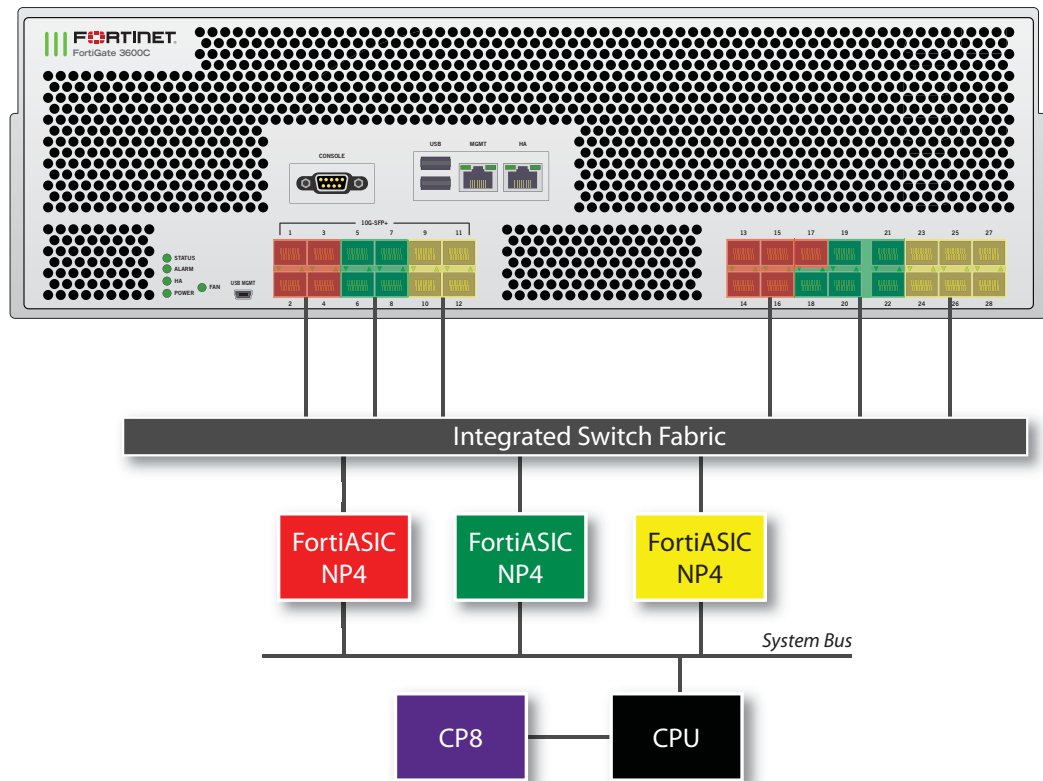 FORTINET
FortiGate 3600C
CONSOLE
USB MGMT HA
10G-SFP+
1 3 5 7 9 11
13 15 17 19 21 23 25 27
STATUS
ALARM
HA
POWER
FAN
USB MGMT
2 4 6 8 10 12
14 16 18 20 22 24 26 28
Integrated Switch Fabric
FortiASIC
NP4
FortiASIC
NP4
FortiASIC
NP4
System Bus
CP8
CPU